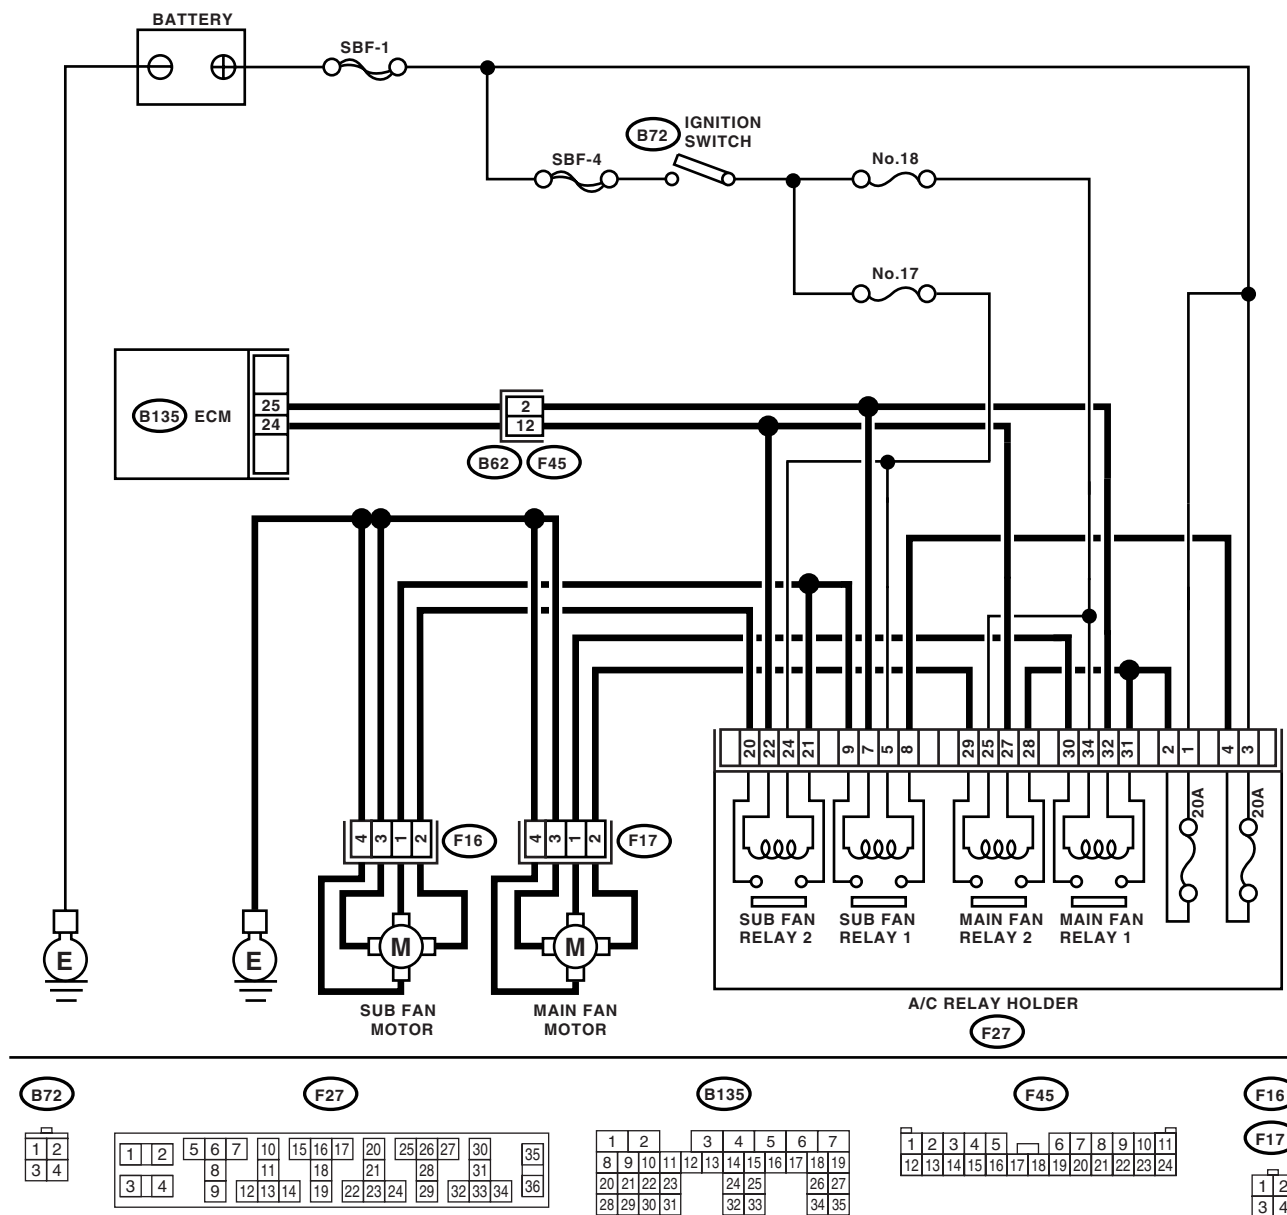 BATTERY
SBF-1
B72 IGNITION
SWITCH
SBF-4
No.18
No.17
B135 ECM
25
24
2
12
B62 F45
20 22 24 21 9 7 5 8 29 25 27 28 30 34 32 31 2 1 4 3
20A 20A
4 3 1 2 F16
4 3 1 2 F17
SUB FAN
RELAY 2
SUB FAN
RELAY 1
MAIN FAN
RELAY 2
MAIN FAN
RELAY 1
E E M M
SUB FAN
MOTOR
MAIN FAN
MOTOR
A/C RELAY HOLDER
F27
B72 F27 B135 F45 F16
F17
1 2
3 4
1 2 5 6 7 10 15 16 17 20 25 26 27 30 35
8 11 18 21 28 31
3 4 9 12 13 14 19 22 23 24 29 32 33 34 36
1 2 3 4 5 6 7
8 9 10 11 12 13 14 15 16 17 18 19
20 21 22 23 24 25 26 27
28 29 30 31 32 33 34 35
1 2 3 4 5 6 7 8 9 10 11
12 13 14 15 16 17 18 19 20 21 22 23 24
1 2
3 4